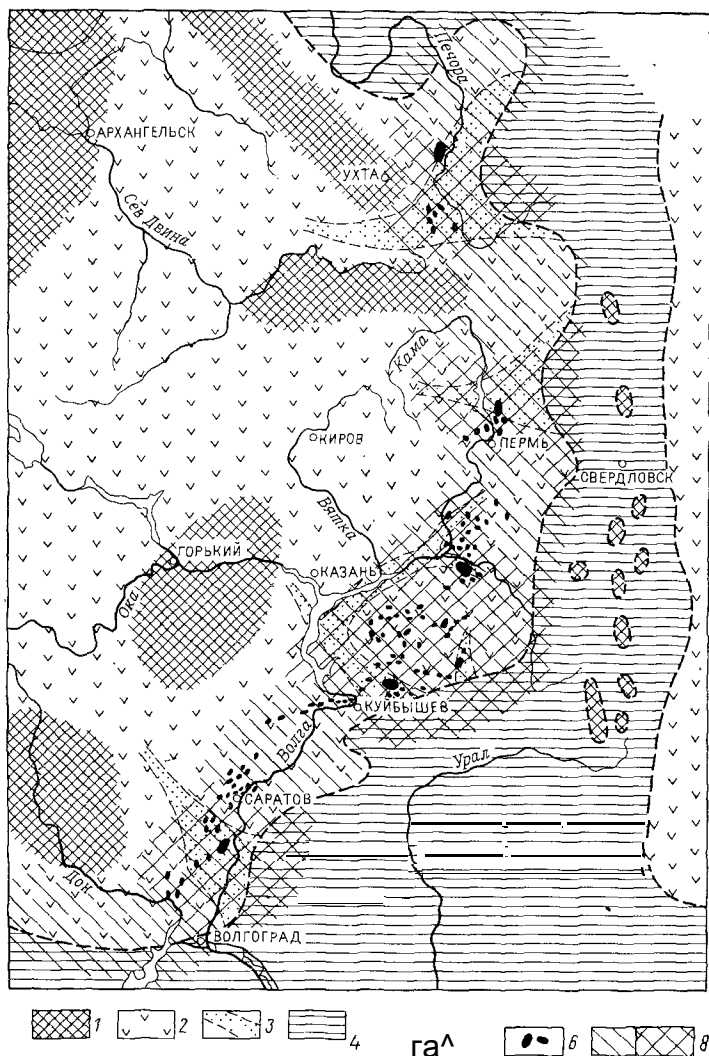 Печора
АРХАНГЕЛЬСК
УХТА
Сев Двина
Кама
КИРОВ
ПЕРМЬ
СВЕРДЛОВСК
Вятка
ГОРЬКИЙ
КАЗАНЬ
Ока
КУЙБЫШЕВ
Волга
Урал
САРАТОВ
Дон
ВОЛГОГРАД
1 2 3 4 га^ 6 8